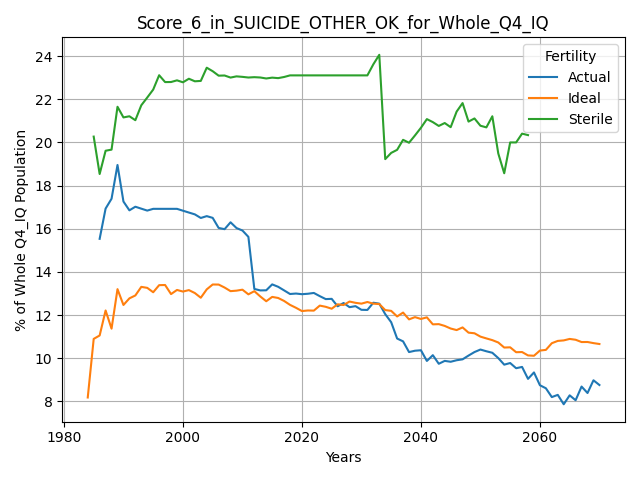 Score_6_in_SUICIDE_OTHER_OK_for_Whole_Q4_IQ
Fertility
Actual
Ideal
Sterile
% of Whole Q4_IQ Population
24
22
20
18
16
14
12
10
8
1980
2000
2020
2040
2060
Years